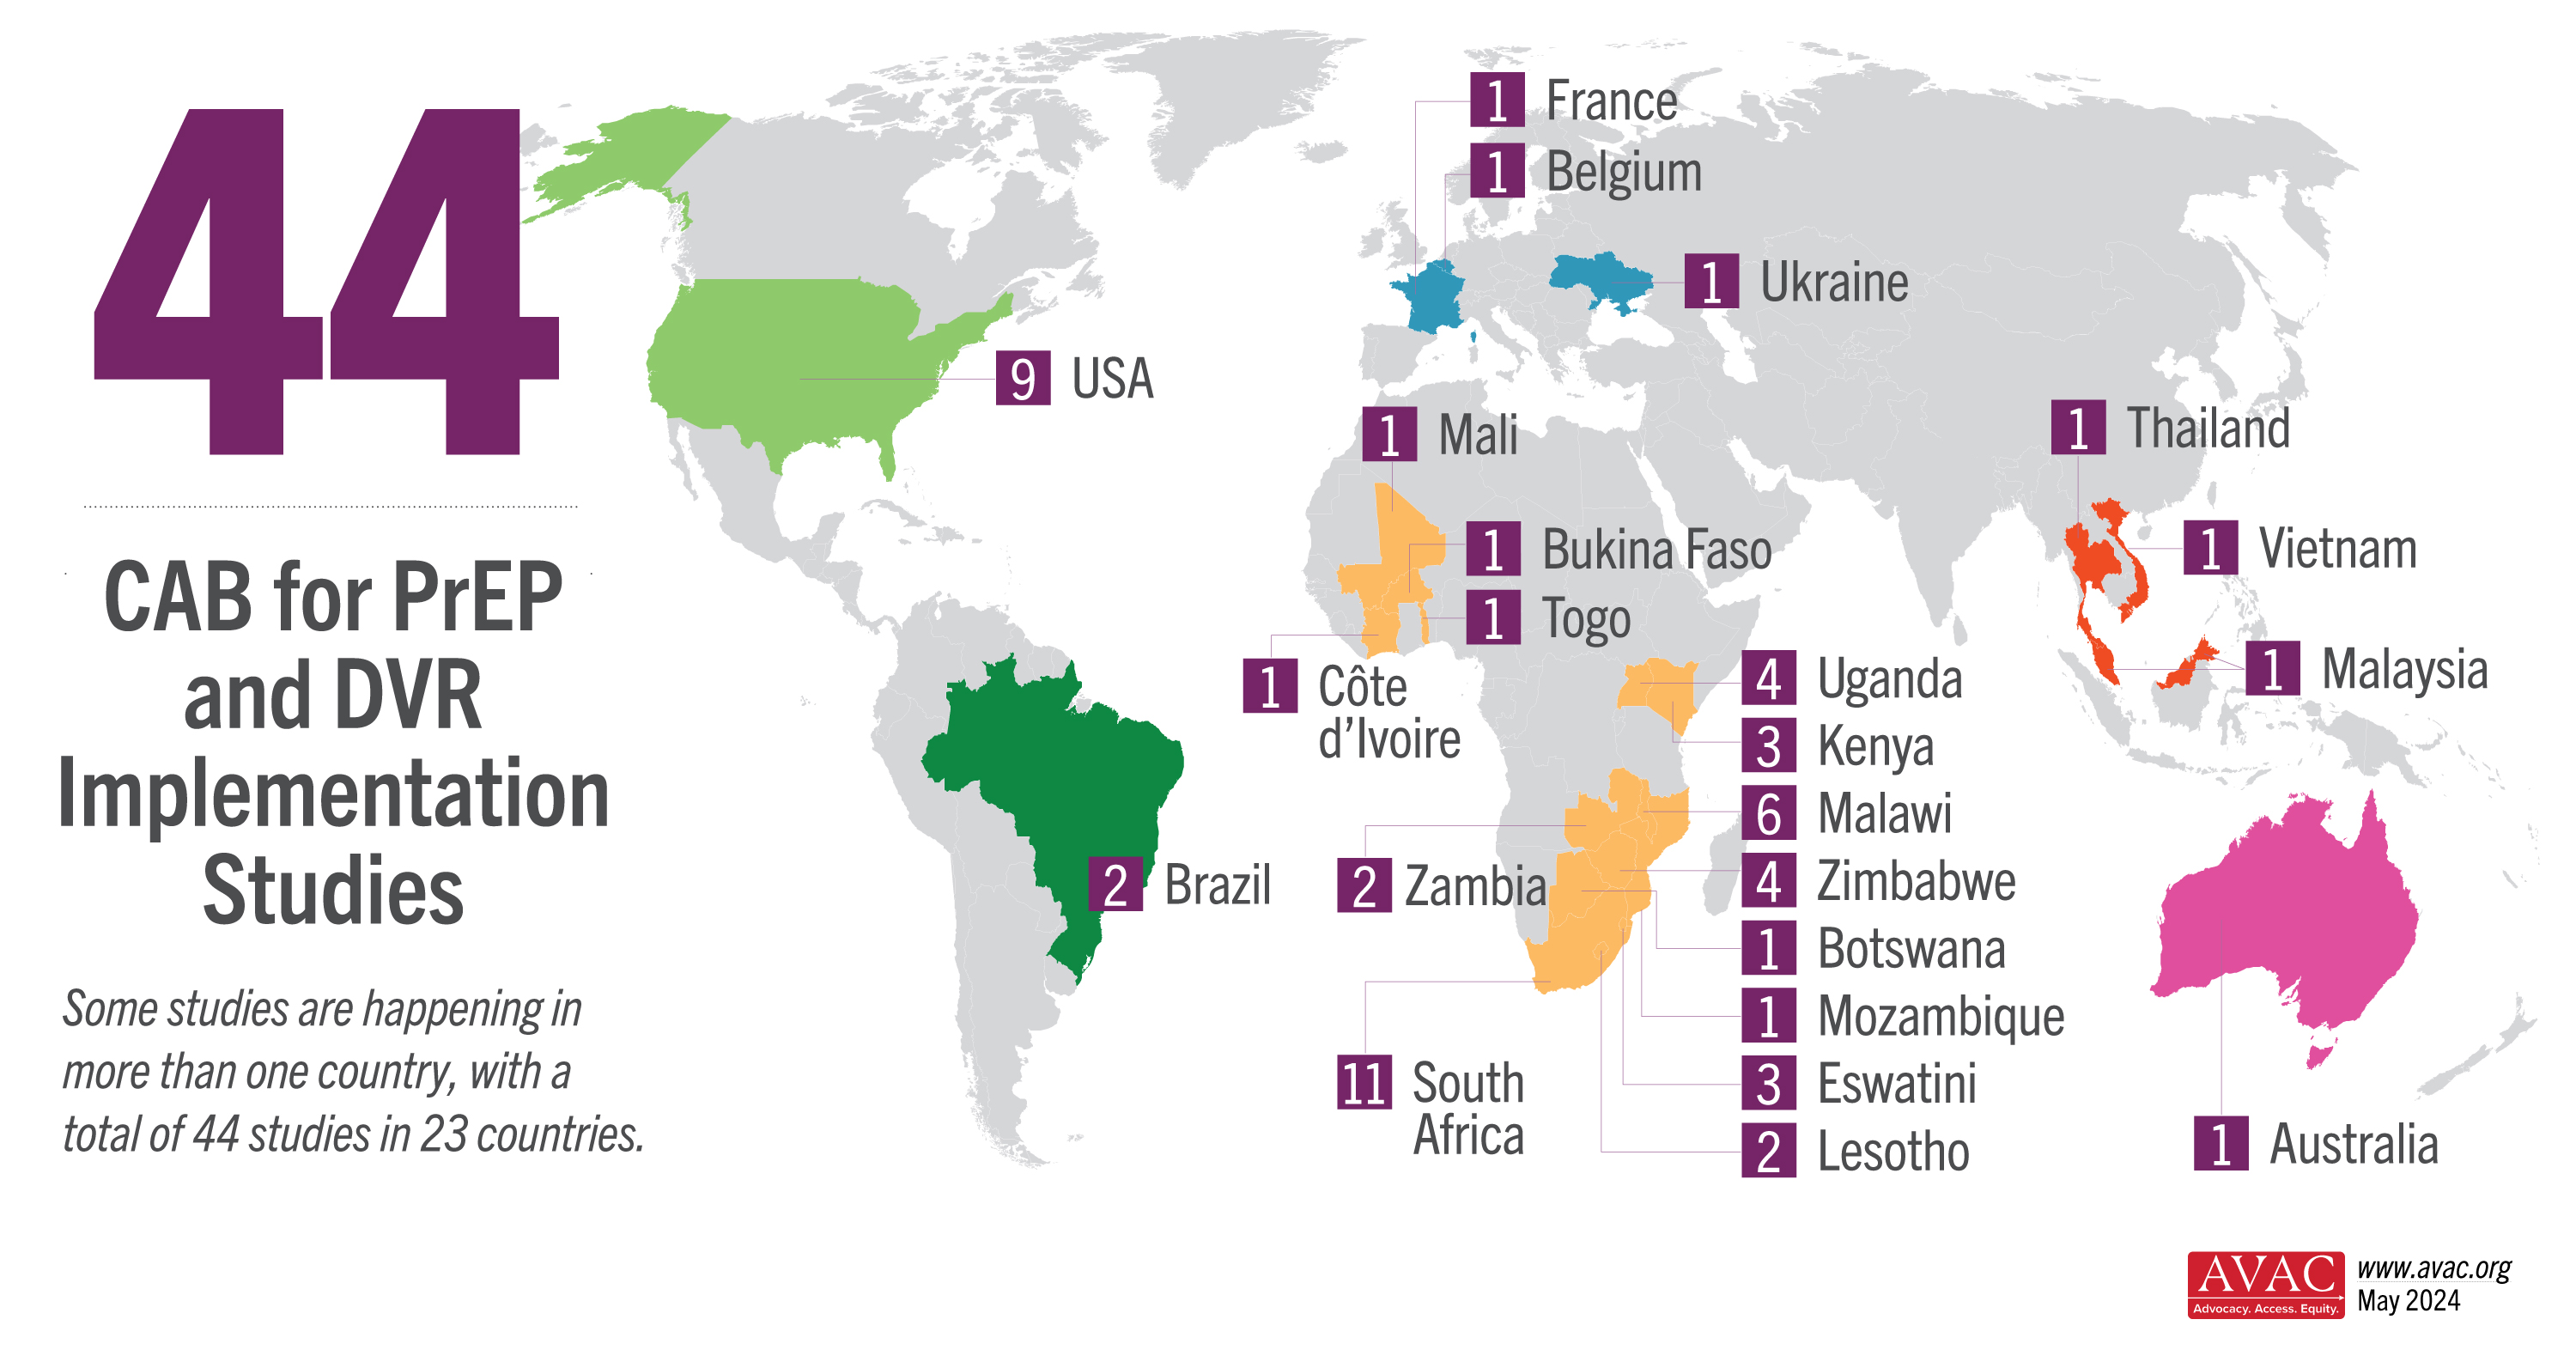 44
CAB for PrEP
and DVR
Implementation
Studies
Some studies are happening in
more than one country, with a
total of 44 studies in 23 countries.
9 USA
2 Brazil
1 France
1 Belgium
1 Ukraine
1 Mali
1 Bukina Faso
1 Togo
1 Côte
d’Ivoire
4 Uganda
3 Kenya
6 Malawi
2 Zambia
4 Zimbabwe
1 Botswana
1 Mozambique
3 Eswatini
2 Lesotho
11 South
Africa
1 Thailand
1 Vietnam
1 Malaysia
1 Australia
AVAC
Advocacy. Access. Equity.
www.avac.org
May 2024